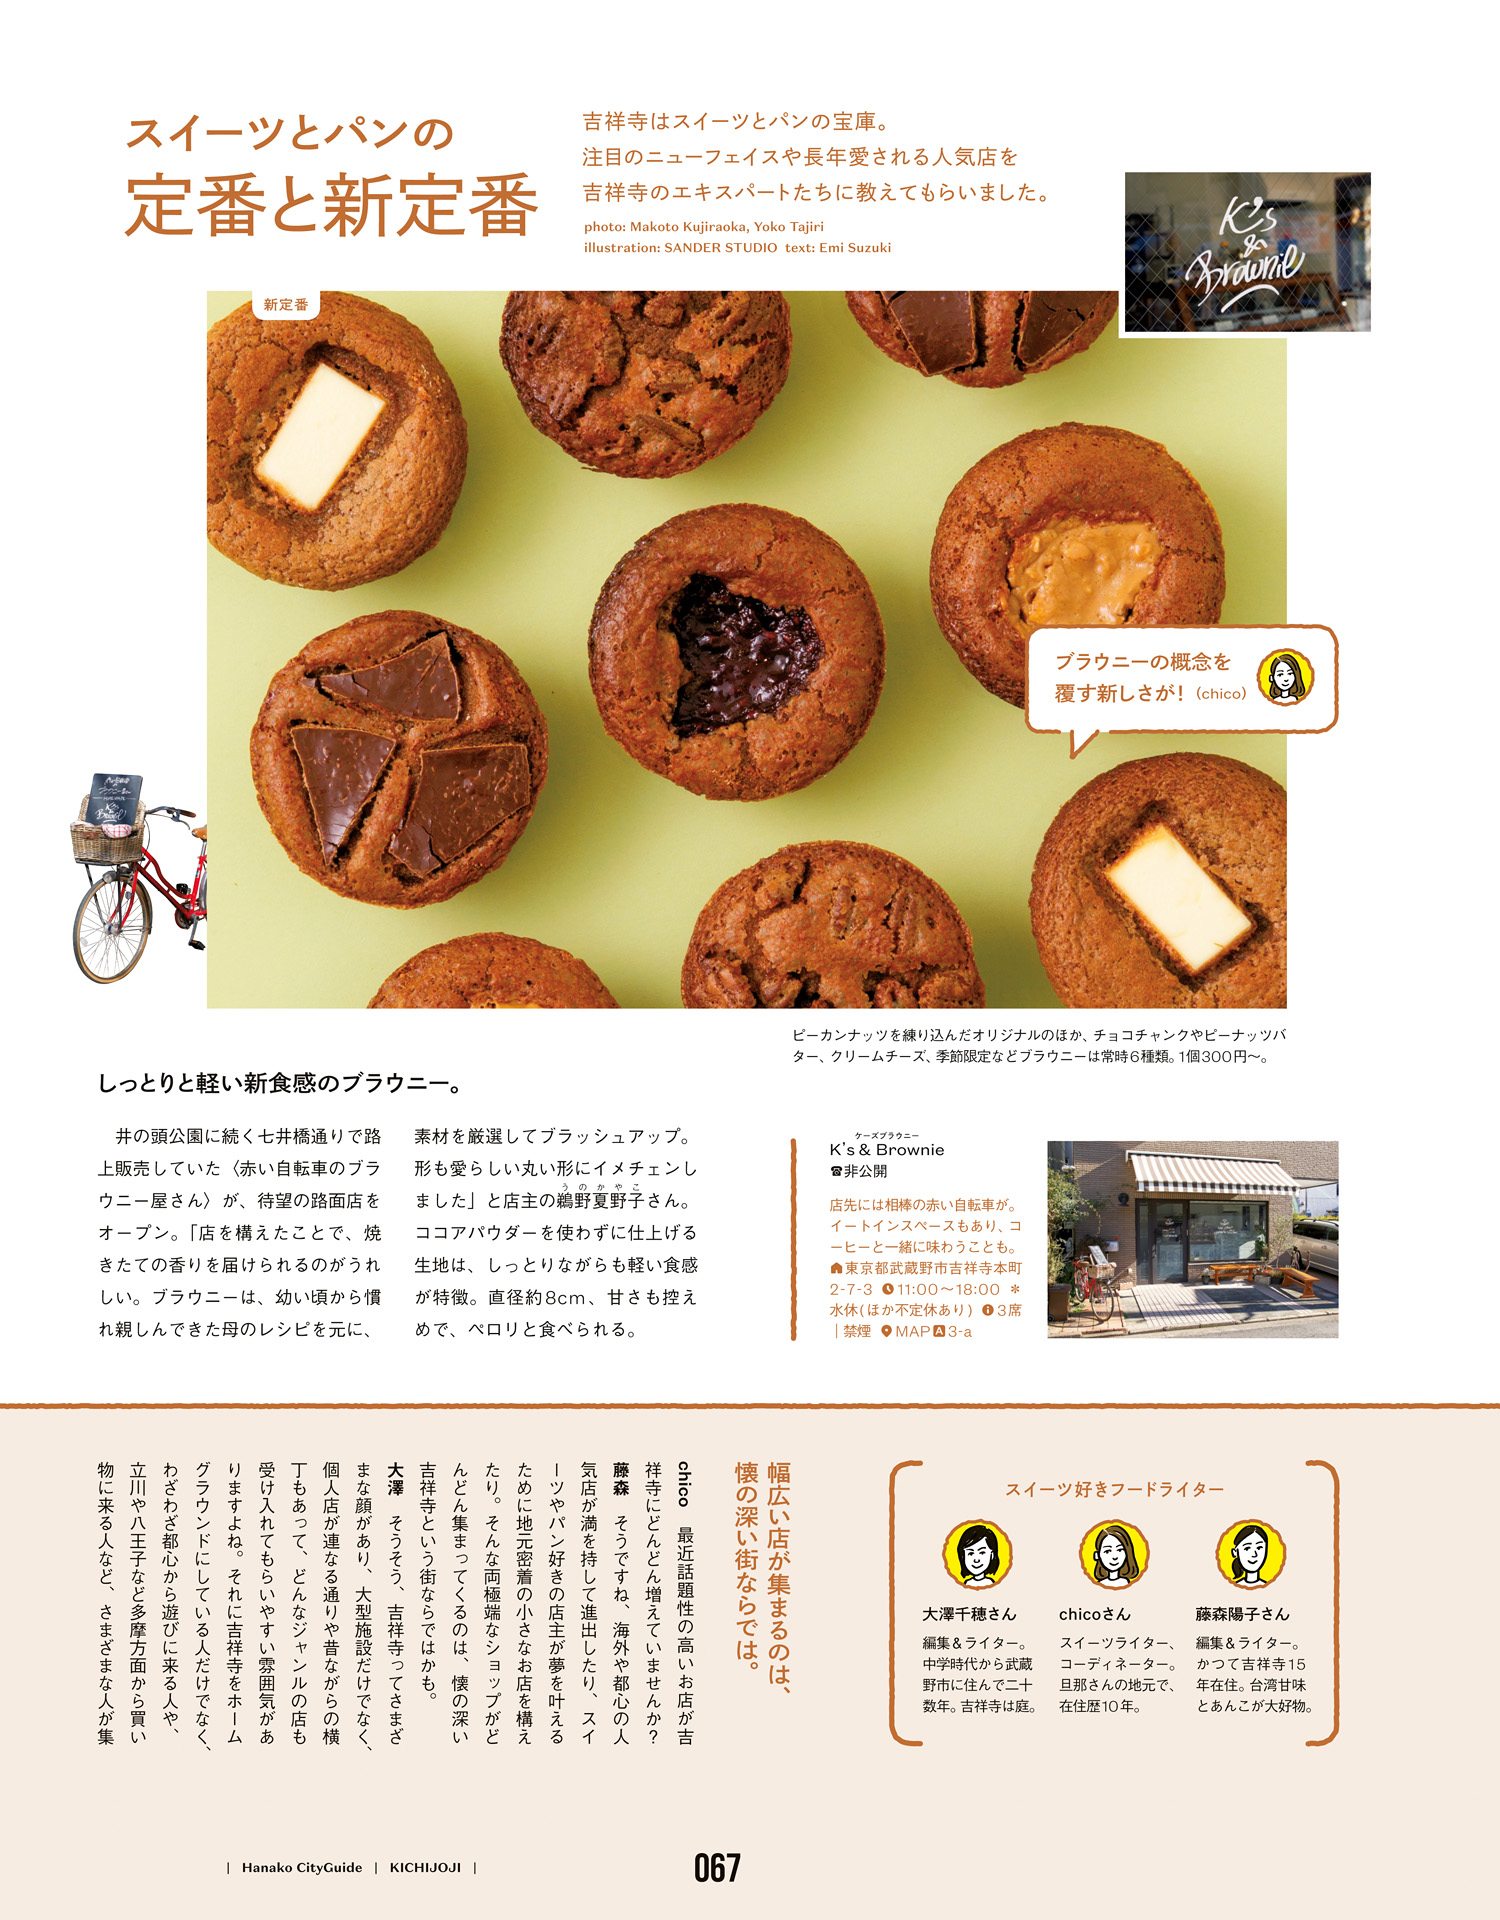 スイーツとパンの
定番と新定番
吉祥寺はスイーツとパンの宝庫。
注目のニューフェイスや長年愛される人気店を
吉祥寺のエキスパートたちに教えてもらいました。
photo: Makoto Kujiraoka, Yoko Tajiri
illustration: SANDER STUDIO text: Emi Suzuki
K's
&
Brownie
新定番
ブラウニーの概念を
覆す新しさが！（chico）
K's
Brownie
ピーカンナッツを練り込んだオリジナルのほか、チョコチャンクやピーナッツバ
ター、クリームチーズ、季節限定などブラウニーは常時6種類。1個300円〜。
しっとりと軽い新食感のブラウニー。
井の頭公園に続く七井橋通りで路
上販売していた〈赤い自転車のブラ
ウニー屋さん〉が、待望の路面店を
オープン。「店を構えたことで、焼
きたての香りを届けられるのがうれ
しい。ブラウニーは、幼い頃から慣
れ親しんできた母のレシピを元に、
素材を厳選してブラッシュアップ。
形も愛らしい丸い形にイメチェンし
うのかやこ
ました」と店主の鵜野夏野子さん。
ココアパウダーを使わずに仕上げる
生地は、しっとりながらも軽い食感
が特徴。直径約8cm、甘さも控え
めで、ペロリと食べられる。
ケーズブラウニー
K's & Brownie
☎非公開
店先には相棒の赤い自転車が。
イートインスペースもあり、コ
ーヒーと一緒に味わうことも。
東京都武蔵野市吉祥寺本町
2-7-3 11:00〜18:00 ＊
水休(ほか不定休あり) 3席
｜禁煙 MAP A 3-a
幅広い店が集まるのは、
懐の深い街ならでは。
chico　最近話題性の高いお店が吉
祥寺にどんどん増えていませんか？
藤森　そうですね、海外や都心の人
気店が満を持して進出したり、スイ
ーツやパン好きの店主が夢を叶える
ために地元密着の小さなお店を構え
たり。そんな両極端なショップがど
んどん集まってくるのは、懐の深い
吉祥寺という街ならではかも。
大澤　そうそう、吉祥寺ってさまざ
まな顔があり、大型施設だけでなく、
個人店が連なる通りや昔ながらの横
丁もあって、どんなジャンルの店も
受け入れてもらいやすい雰囲気があ
りますよね。それに吉祥寺をホーム
グラウンドにしている人だけでなく、
わざわざ都心から遊びに来る人や、
立川や八王子など多摩方面から買い
物に来る人など、さまざまな人が集
スイーツ好きフードライター
大澤千穂さん
編集＆ライター。
中学時代から武蔵
野市に住んで二十
数年。吉祥寺は庭。
chicoさん
スイーツライター、
コーディネーター。
旦那さんの地元で、
在住歴10年。
藤森陽子さん
編集＆ライター。
かつて吉祥寺15
年在住。台湾甘味
とあんこが大好物。
| Hanako CityGuide | KICHIJOJI |
067